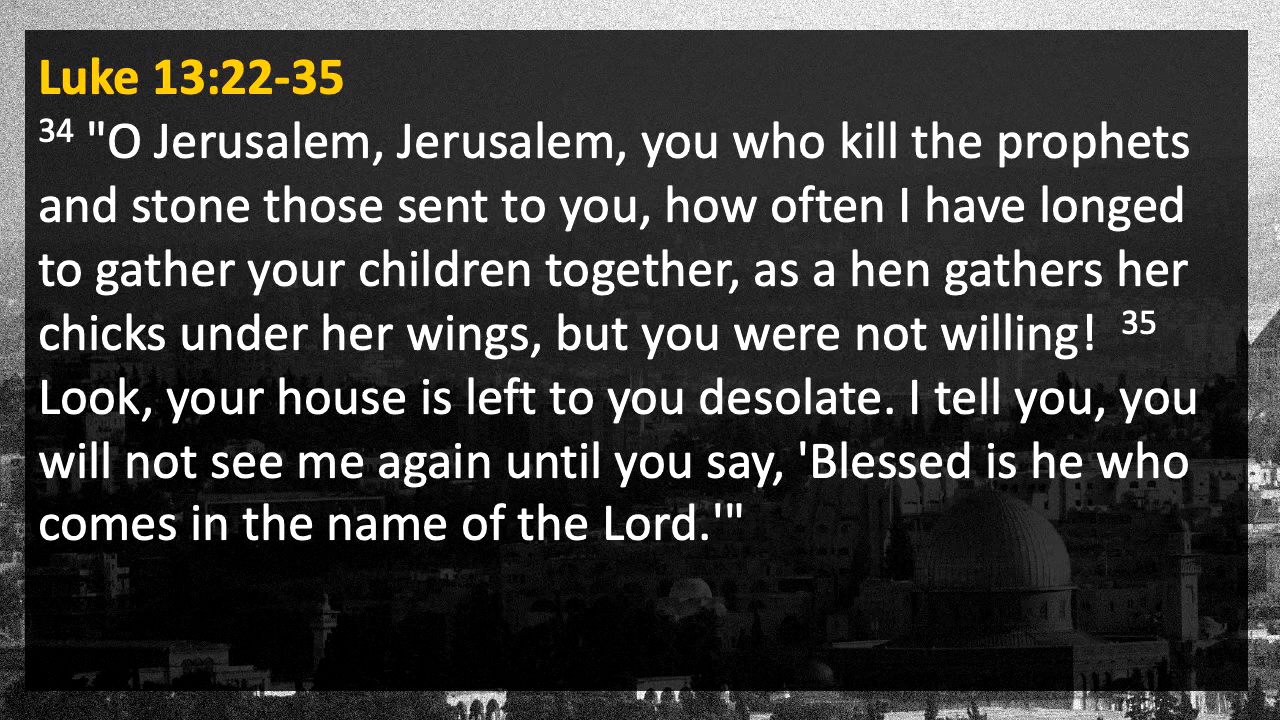 Luke 13:22-35
34 "O Jerusalem, Jerusalem, you who kill the prophets
and stone those sent to you, how often I have longed
to gather your children together, as a hen gathers her
chicks under her wings, but you were not willing! 35
Look, your house is left to you desolate. I tell you, you
will not see me again until you say, 'Blessed is he who
comes in the name of the Lord.'"